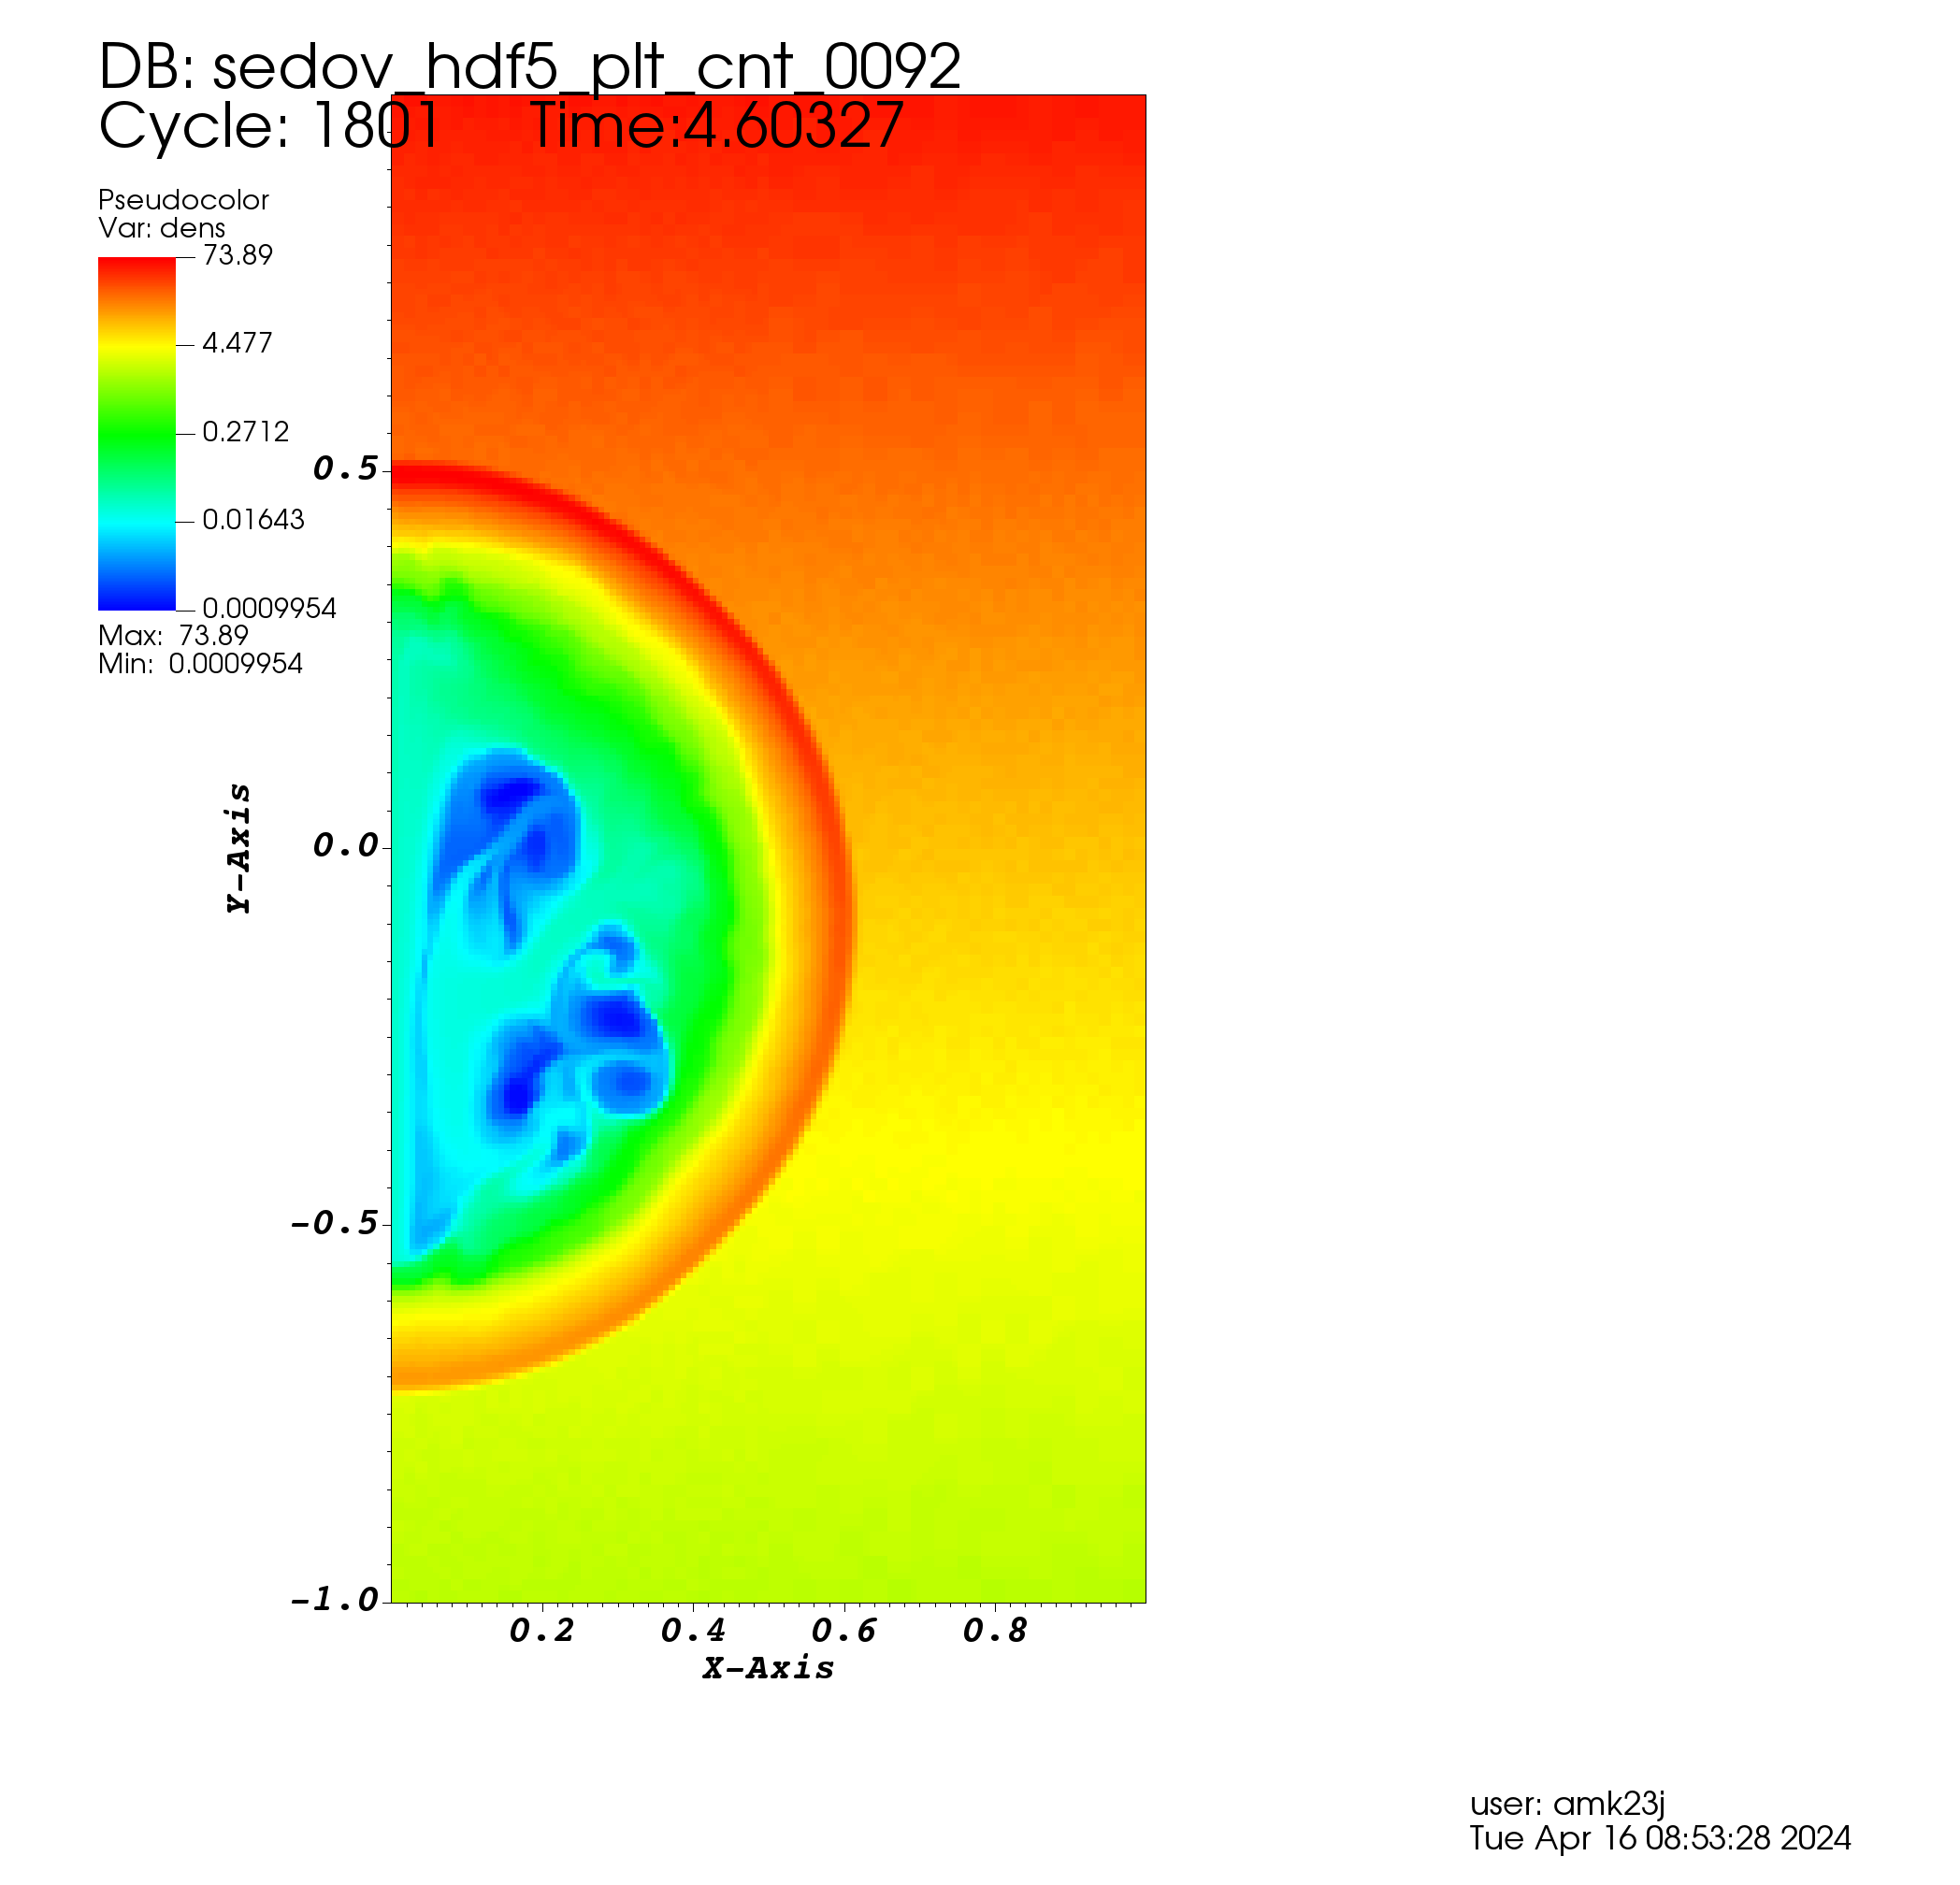 DB: sedov_hdf5_plt_cnt_0092
Cycle: 1801 Time:4.60327
Pseudocolor
Var: dens
73.89
4.477
0.2712
0.01643
0.0009954
Max: 73.89
Min: 0.0009954
0.5
0.0
-0.5
-1.0
Y-Axis
0.2 0.4 0.6 0.8
X-Axis
user: amk23j
Tue Apr 16 08:53:28 2024